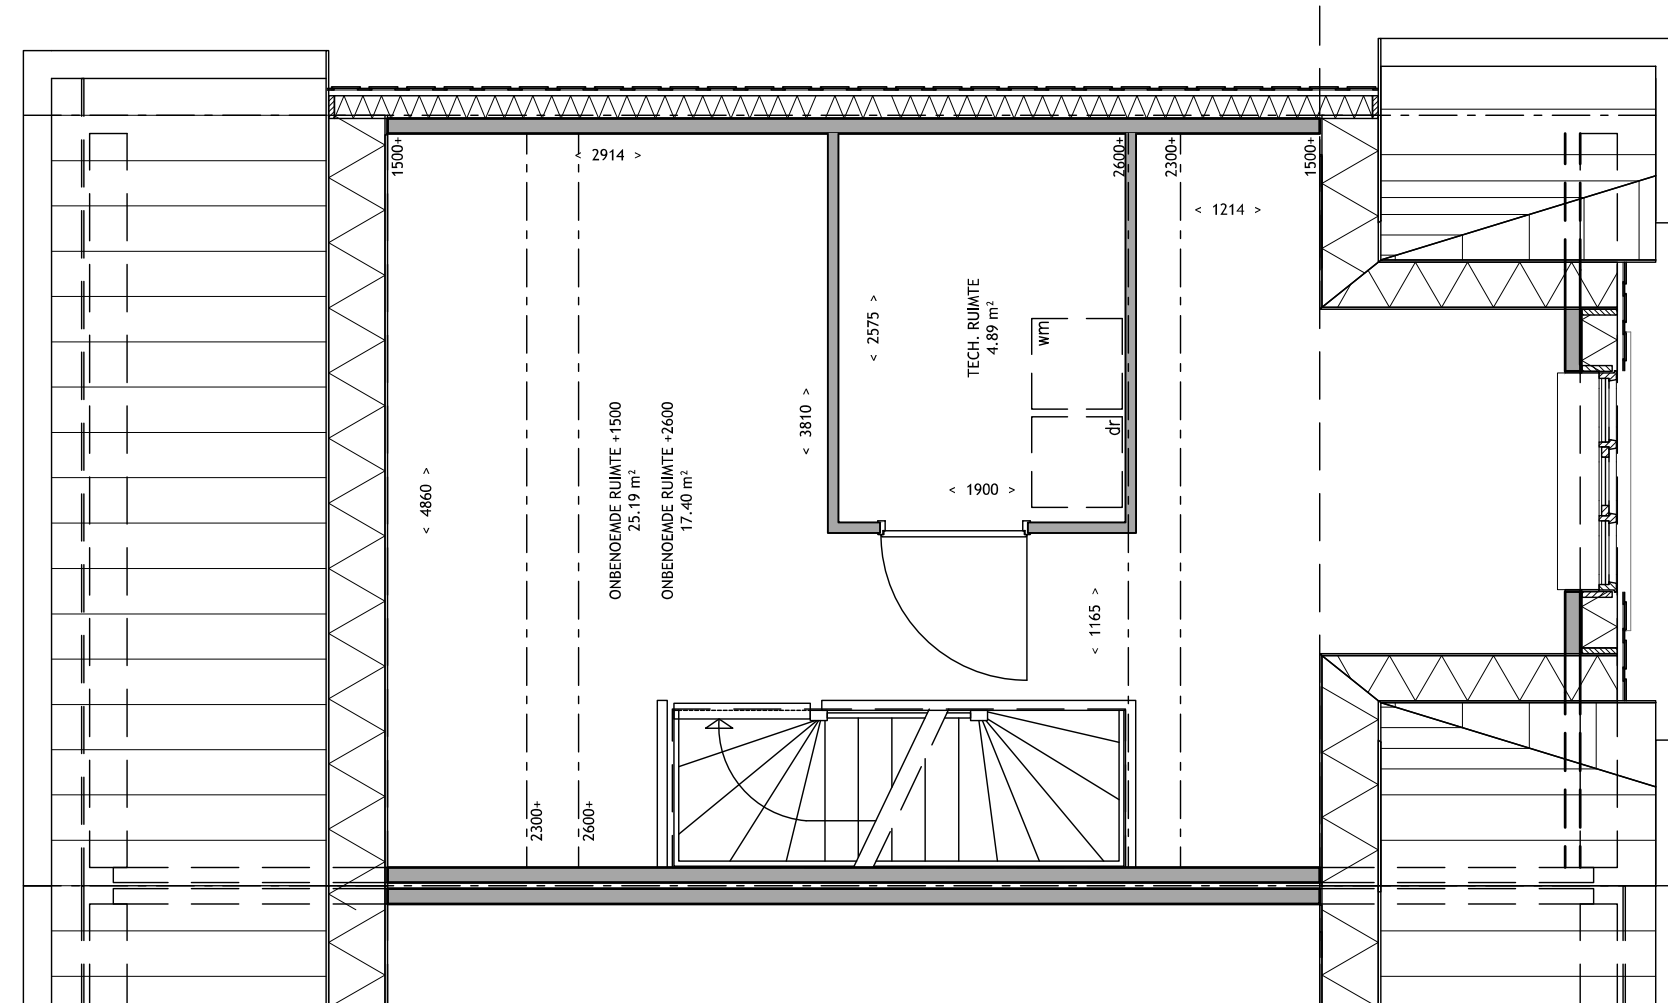 1500+
< 2914 >
2600+
2300+
1500+
< 1214 >
< 2575 >
TECH. RUIMTE
4.89 m²
wm
dr
< 3810 >
< 1900 >
< 4860 >
ONBENOEMDE RUIMTE +1500
25.19 m²
ONBENOEMDE RUIMTE +2600
17.40 m²
< 1165 >
2300+
2600+